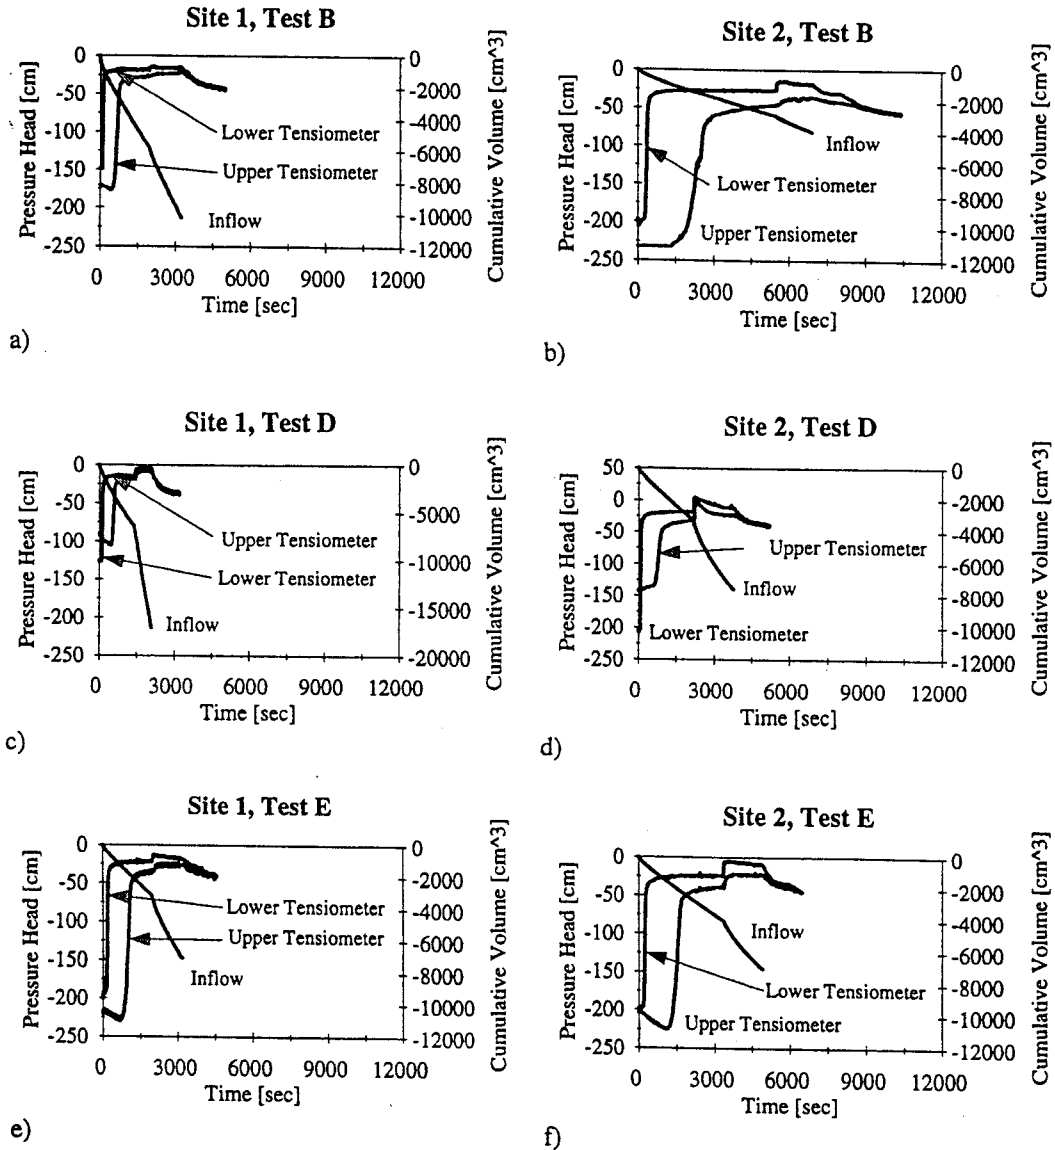 Site 1, Test B
Pressure Head [cm]
0
-50
-100
-150
-200
-250
0
-2000
-4000
-6000
-8000
-10000
-12000
Cumulative Volume [cm^3]
Lower Tensiometer
Upper Tensiometer
Inflow
0 3000 6000 9000 12000
Time [sec]
a)
Site 2, Test B
Pressure Head [cm]
0
-50
-100
-150
-200
-250
0
-2000
-4000
-6000
-8000
-10000
-12000
Cumulative Volume [cm^3]
Inflow
Lower Tensiometer
Upper Tensiometer
0 3000 6000 9000 12000
Time [sec]
b)
Site 1, Test D
Pressure Head [cm]
0
-50
-100
-150
-200
-250
0
-5000
-10000
-15000
-20000
Cumulative Volume [cm^3]
Upper Tensiometer
Lower Tensiometer
Inflow
0 3000 6000 9000 12000
Time [sec]
c)
Site 2, Test D
Pressure Head [cm]
50
0
-50
-100
-150
-200
-250
0
-2000
-4000
-6000
-8000
-10000
-12000
Cumulative Volume [cm^3]
Upper Tensiometer
Inflow
Lower Tensiometer
0 3000 6000 9000 12000
Time [sec]
d)
Site 1, Test E
Pressure Head [cm]
0
-50
-100
-150
-200
-250
0
-2000
-4000
-6000
-8000
-10000
-12000
Cumulative Volume [cm^3]
Lower Tensiometer
Upper Tensiometer
Inflow
0 3000 6000 9000 12000
Time [sec]
e)
Site 2, Test E
Pressure Head [cm]
0
-50
-100
-150
-200
-250
0
-2000
-4000
-6000
-8000
-10000
-12000
Cumulative Volume [cm^3]
Inflow
Lower Tensiometer
Upper Tensiometer
0 3000 6000 9000 12000
Time [sec]
f)